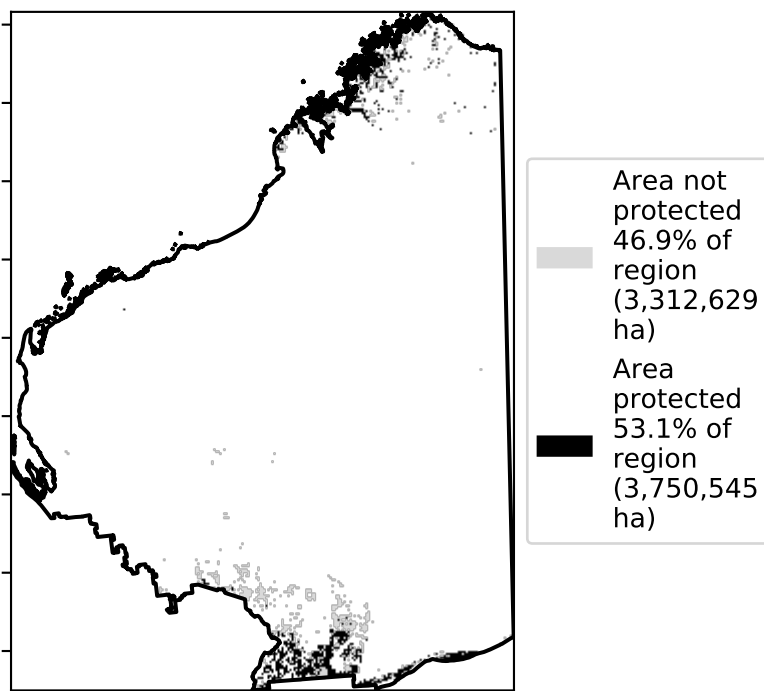 Area not
protected
46.9% of
region
(3,312,629
ha)
Area
protected
53.1% of
region
(3,750,545
ha)